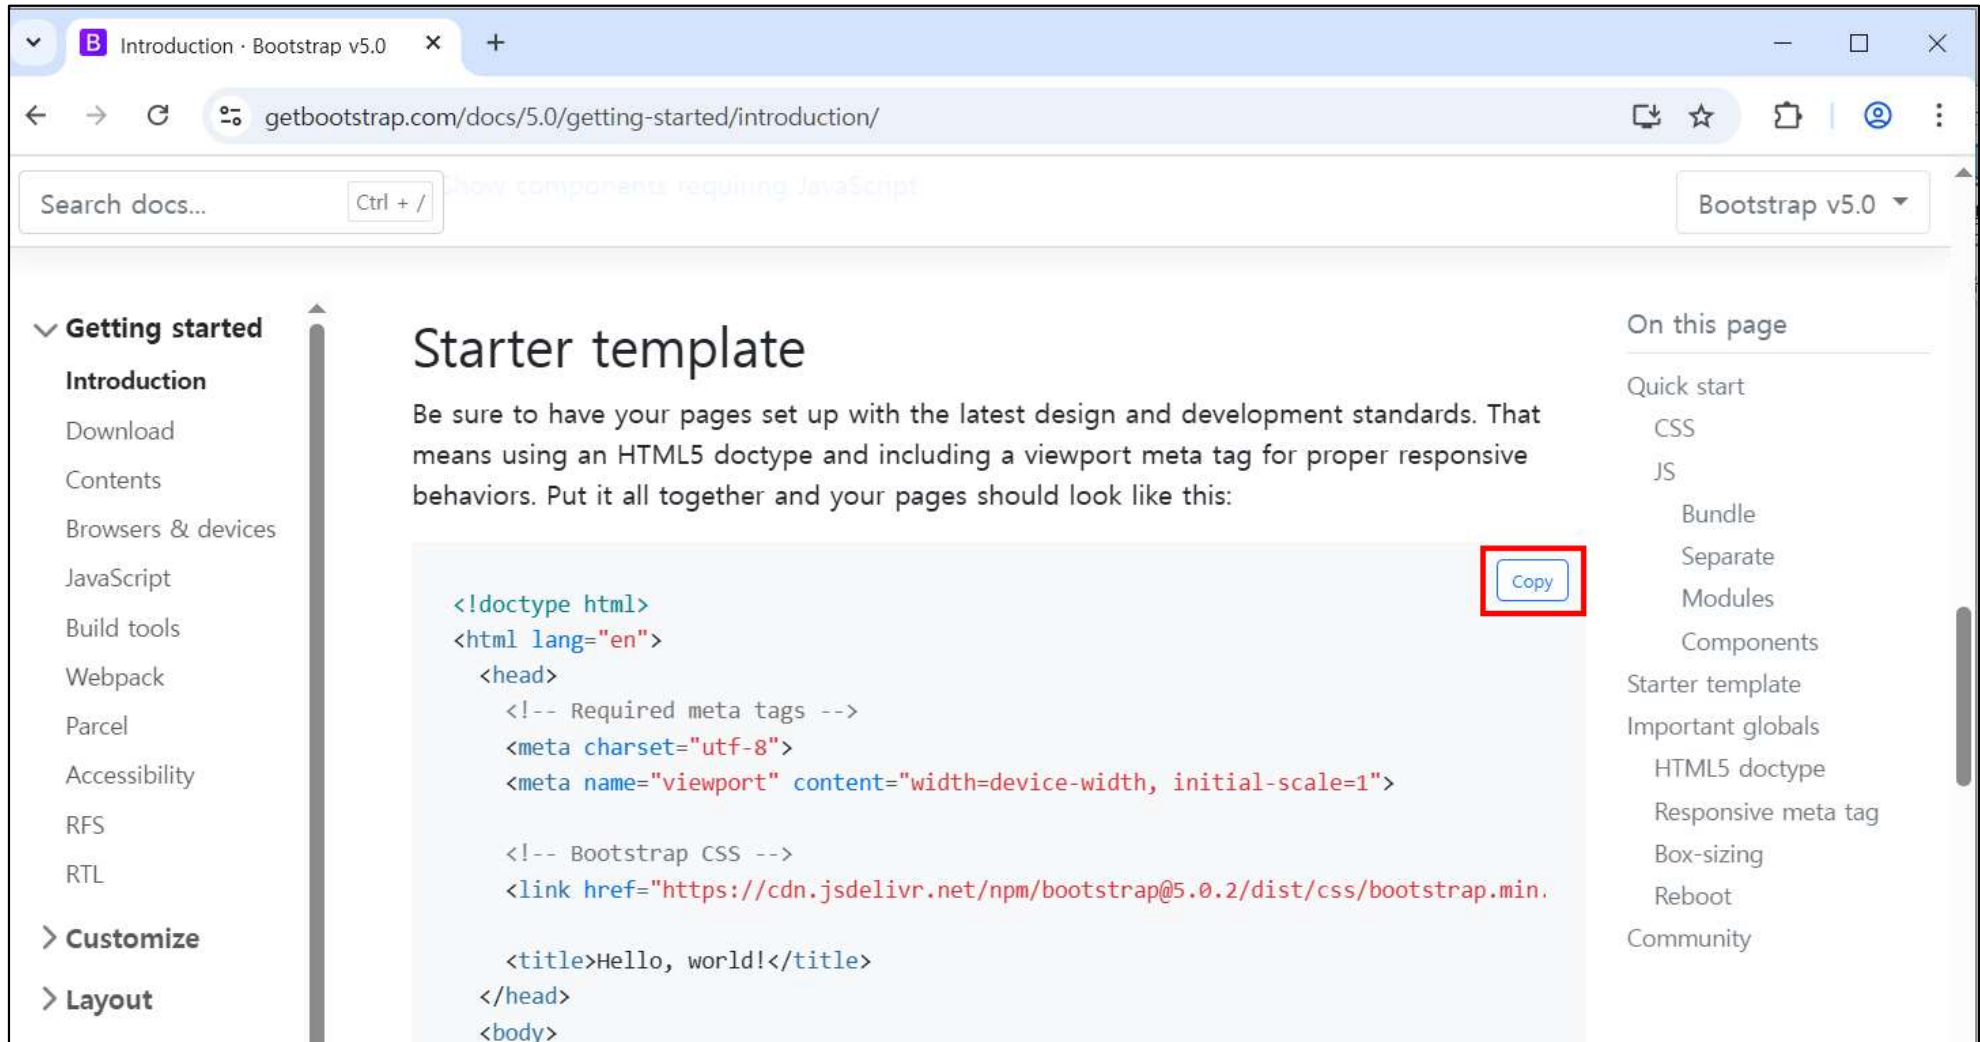 Introduction · Bootstrap v5.0
getbootstrap.com/docs/5.0/getting-started/introduction/
Search docs...
Ctrl + /
Show components requiring JavaScript
Bootstrap v5.0
Getting started
Introduction
Download
Contents
Browsers & devices
JavaScript
Build tools
Webpack
Parcel
Accessibility
RFS
RTL
Customize
Layout
Starter template
Be sure to have your pages set up with the latest design and development standards. That
means using an HTML5 doctype and including a viewport meta tag for proper responsive
behaviors. Put it all together and your pages should look like this:
Copy
<!doctype html>
<html lang="en">
<head>
<!-- Required meta tags -->
<meta charset="utf-8">
<meta name="viewport" content="width=device-width, initial-scale=1">
<!-- Bootstrap CSS -->
<link href="https://cdn.jsdelivr.net/npm/bootstrap@5.0.2/dist/css/bootstrap.min.
<title>Hello, world!</title>
</head>
<body>
On this page
Quick start
CSS
JS
Bundle
Separate
Modules
Components
Starter template
Important globals
HTML5 doctype
Responsive meta tag
Box-sizing
Reboot
Community